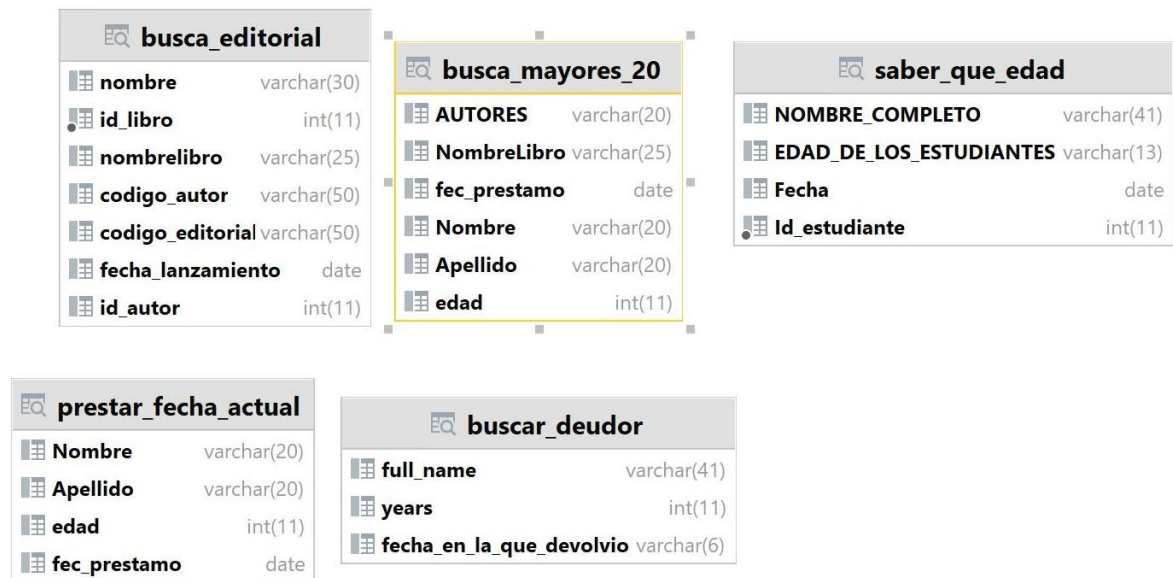 busca_editorial
nombre varchar(30)
id_libro int(11)
nombrelibro varchar(25)
codigo_autor varchar(50)
codigo_editorial varchar(50)
fecha_lanzamiento date
id_autor int(11)
busca_mayores_20
AUTORES varchar(20)
NombreLibro varchar(25)
fec_prestamo date
Nombre varchar(20)
Apellido varchar(20)
edad int(11)
saber_que_edad
NOMBRE_COMPLETO varchar(41)
EDAD_DE_LOS_ESTUDIANTES varchar(13)
Fecha date
Id_estudiante int(11)
prestar_fecha_actual
Nombre varchar(20)
Apellido varchar(20)
edad int(11)
fec_prestamo date
buscar_deudor
full_name varchar(41)
years int(11)
fecha_en_la_que_devolvio varchar(6)